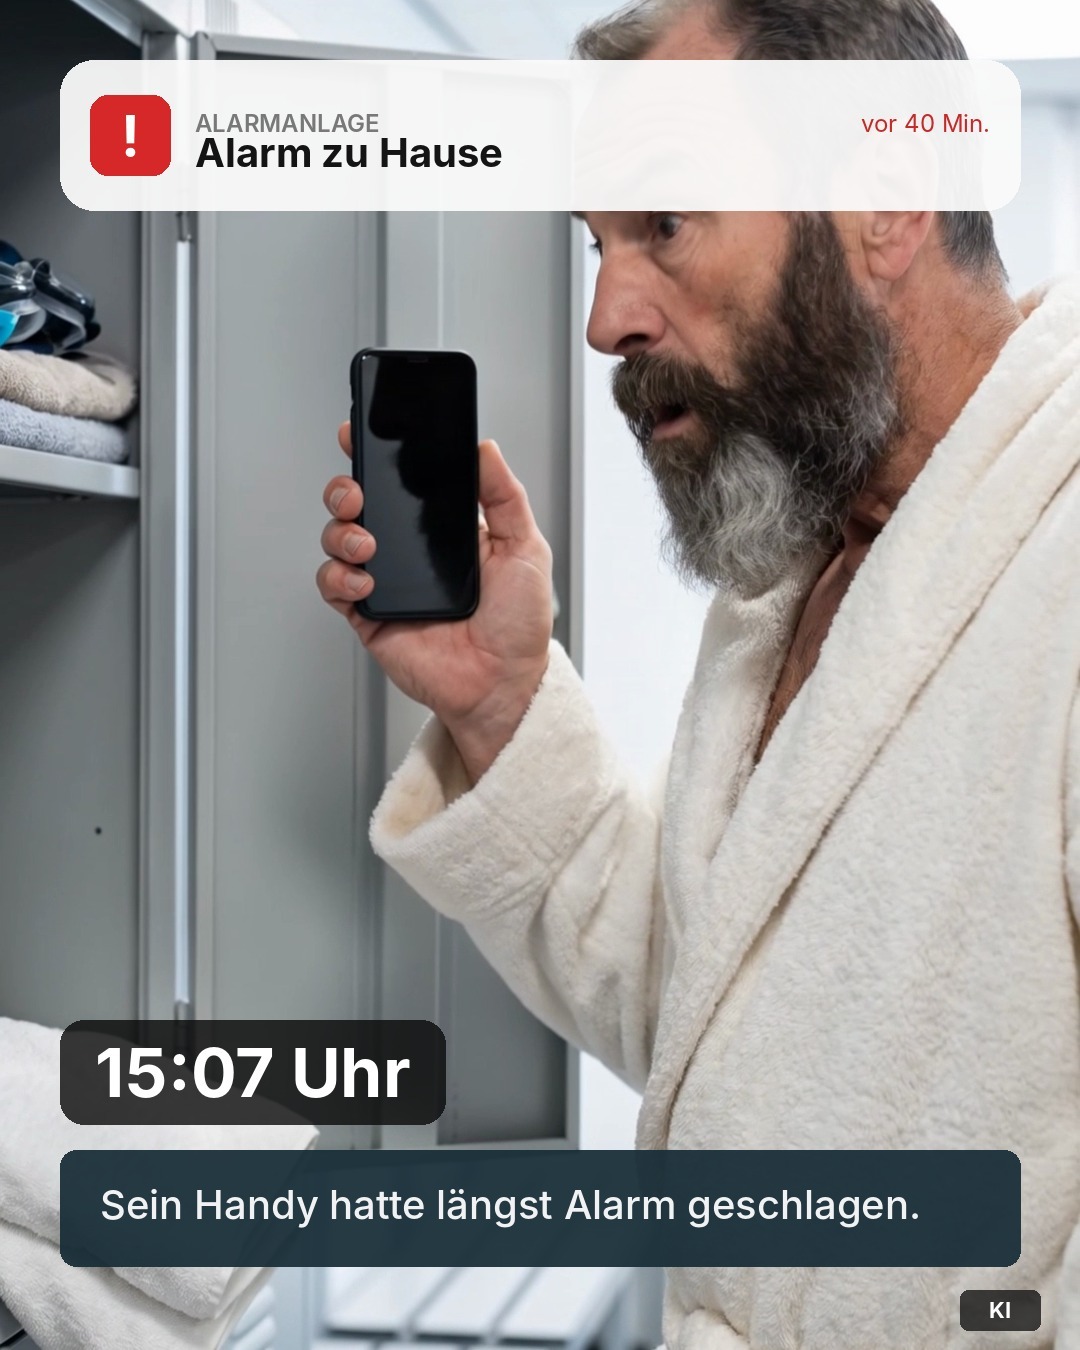 !
ALARMANLAGE
vor 40 Min.
Alarm zu Hause
15:07 Uhr
Sein Handy hatte längst Alarm geschlagen.
KI